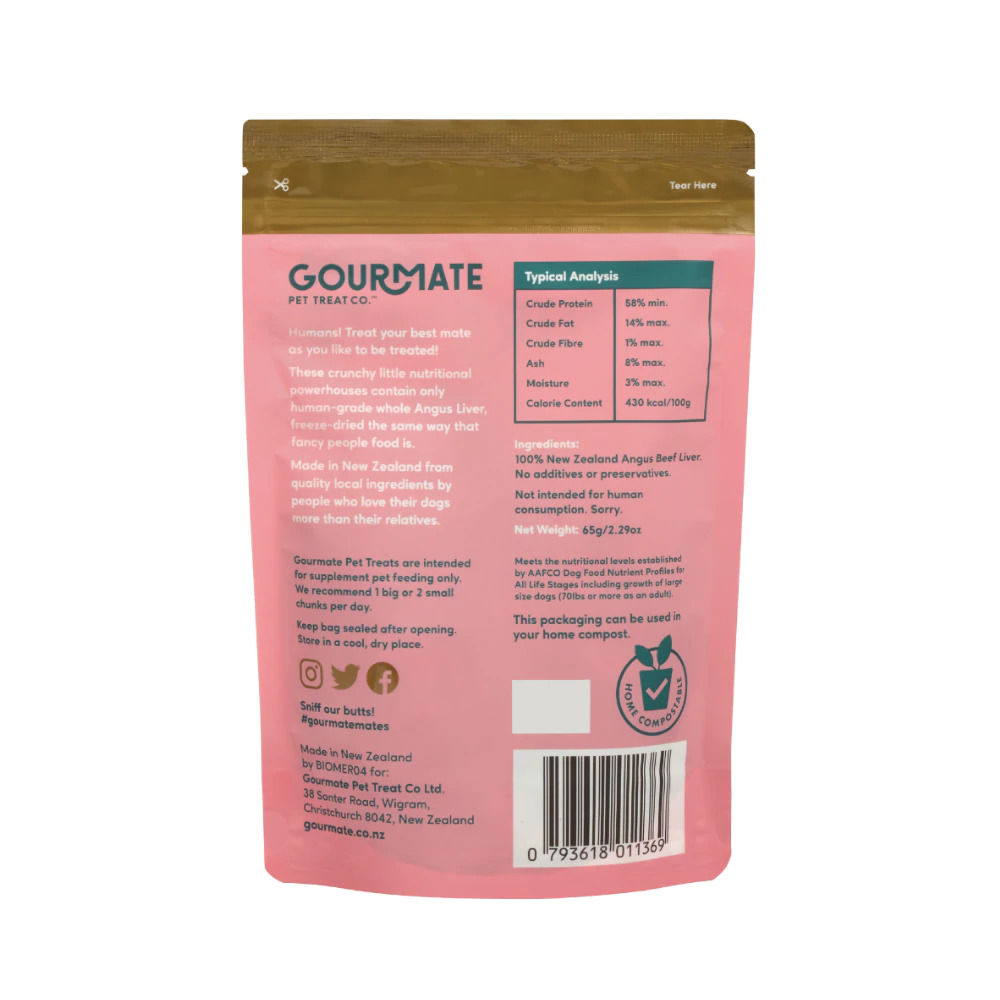 Tear Here
GOURMATE
PET TREAT CO.™
Humans! Treat your best mate
as you like to be treated!
These crunchy little nutritional
powerhouses contain only
human-grade whole Angus Liver,
freeze-dried the same way that
fancy people food is.
Made in New Zealand from
quality local ingredients by
people who love their dogs
more than their relatives.
Gourmate Pet Treats are intended
for supplement pet feeding only.
We recommend 1 big or 2 small
chunks per day.
Keep bag sealed after opening.
Store in a cool, dry place.
Sniff our butts!
#gourmatemates
Made in New Zealand
by BIOMER04 for:
Gourmate Pet Treat Co Ltd.
38 Sonter Road, Wigram,
Christchurch 8042, New Zealand
gourmate.co.nz
Typical Analysis
Crude Protein 58% min.
Crude Fat 14% max.
Crude Fibre 1% max.
Ash 8% max.
Moisture 3% max.
Calorie Content 430 kcal/100g
Ingredients:
100% New Zealand Angus Beef Liver.
No additives or preservatives.
Not intended for human
consumption. Sorry.
Net Weight: 65g/2.29oz
Meets the nutritional levels established
by AAFCO Dog Food Nutrient Profiles for
All Life Stages including growth of large
size dogs (70lbs or more as an adult).
This packaging can be used in
your home compost.
HOME COMPOSTABLE
0 793618 011369